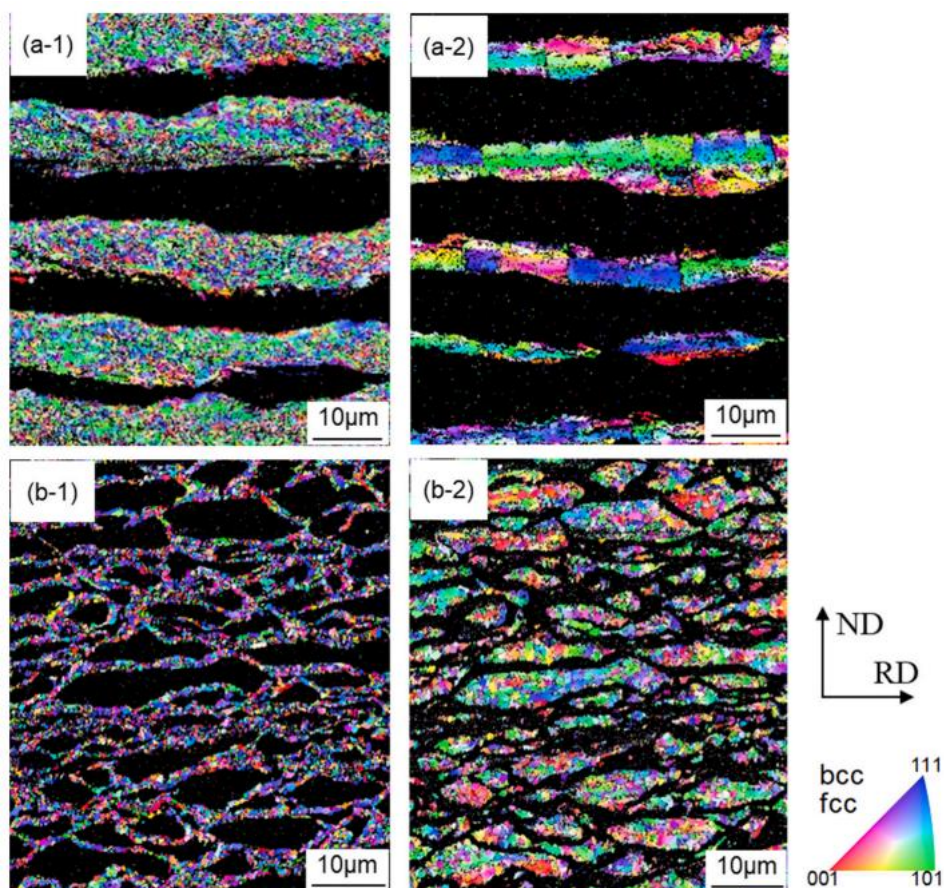 (a-1)
(a-2)
10μm
10μm
(b-1)
(b-2)
10μm
10μm
ND
RD
bcc
fcc
111
001
101